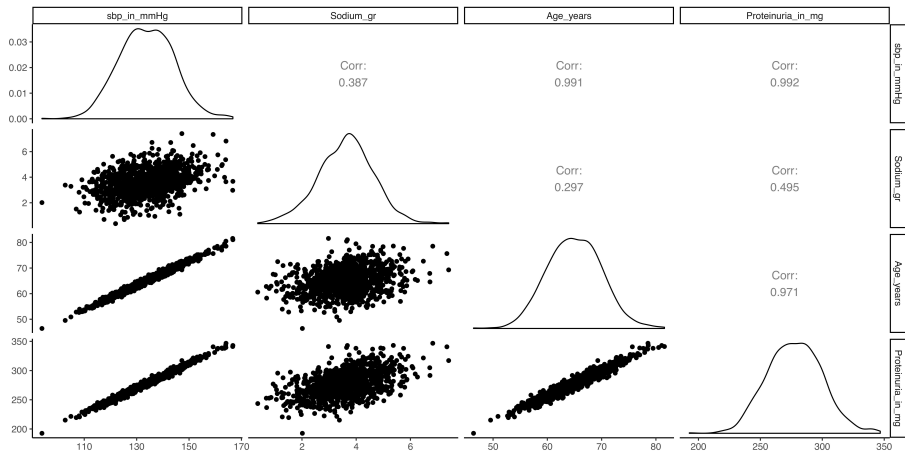 sbp_in_mmHg Sodium_gr Age_years Proteinuria_in_mg
0.03
0.02
0.01
0.00
Corr:
0.387
Corr:
0.991
Corr:
0.992
sbp_in_mmHg
6
4
2
Corr:
0.297
Corr:
0.495
Sodium_gr
80
70
60
50
Corr:
0.971
Age_years
350
300
250
200
Proteinuria_in_mg
110 130 150 170 2 4 6 50 60 70 80 200 250 300 350